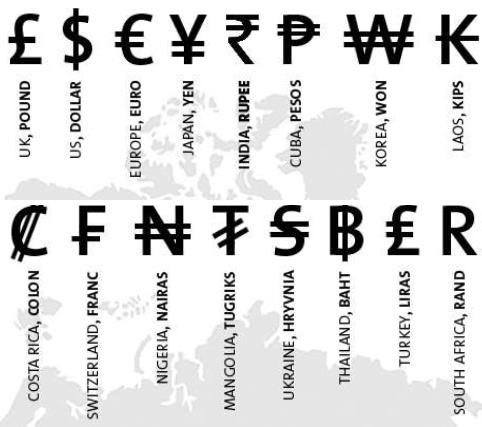 £ $ € ¥ ₹ ₱ ₩ ₭
UK, POUND
US, DOLLAR
EUROPE, EURO
JAPAN, YEN
INDIA, RUPEE
CUBA, PESOS
KOREA, WON
LAOS, KIPS
₡ ₣ ₦ ₮ ₴ ฿ £ R
COSTA RICA, COLON
SWITZERLAND, FRANC
NIGERIA, NAIRAS
MANGOLIA, TUGRIKS
UKRAINE, HRYVNIA
THAILAND, BAHT
TURKEY, LIRAS
SOUTH AFRICA, RAND